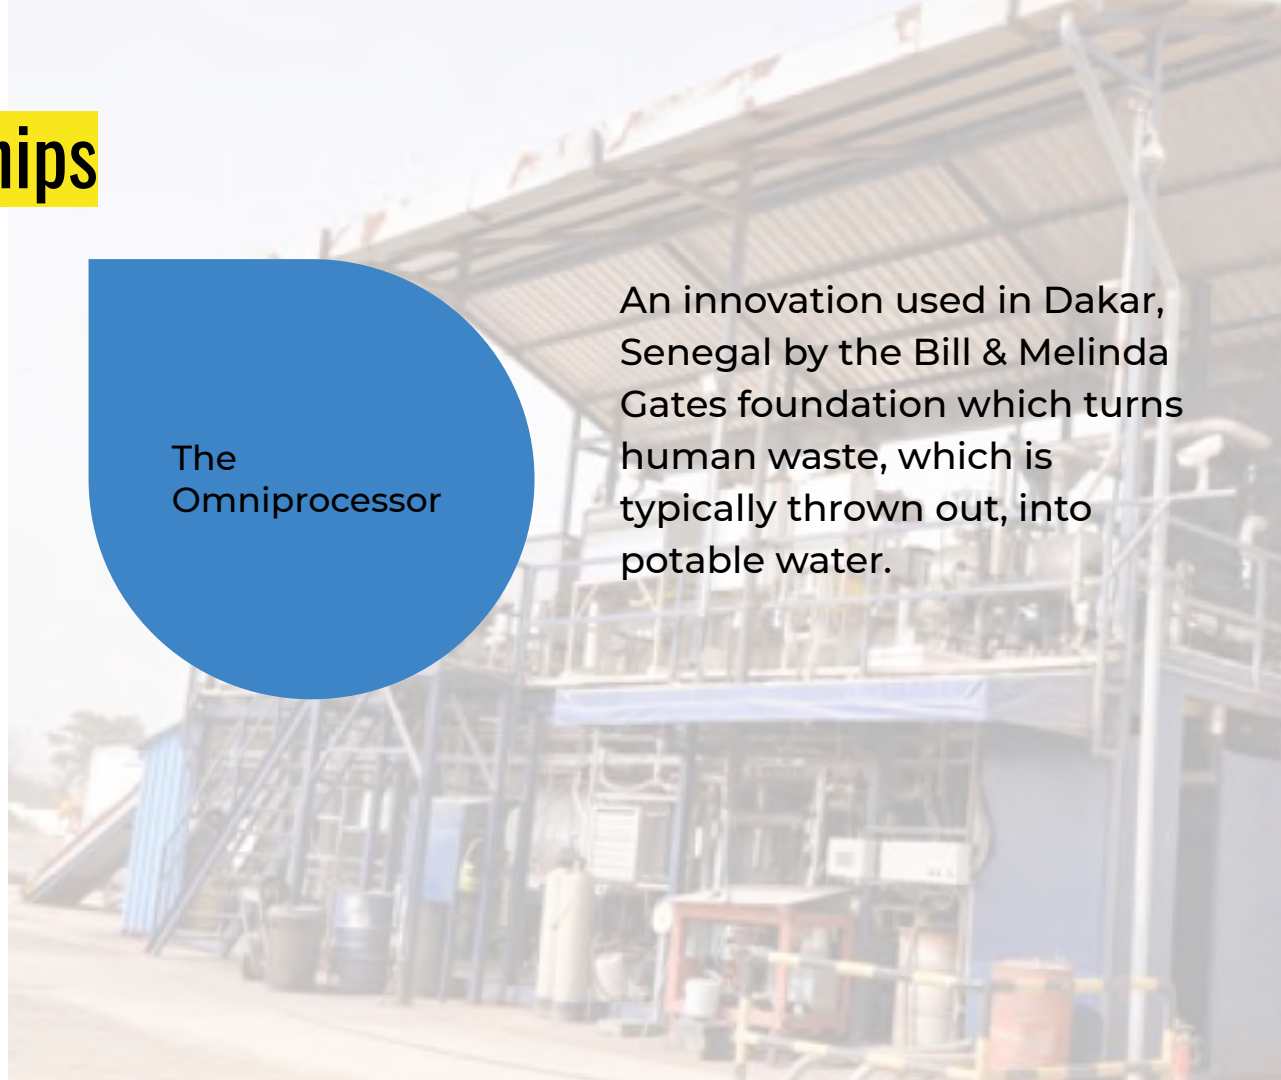 The
Omniprocessor
An innovation used in Dakar,
Senegal by the Bill & Melinda
Gates foundation which turns
human waste, which is
typically thrown out, into
potable water.